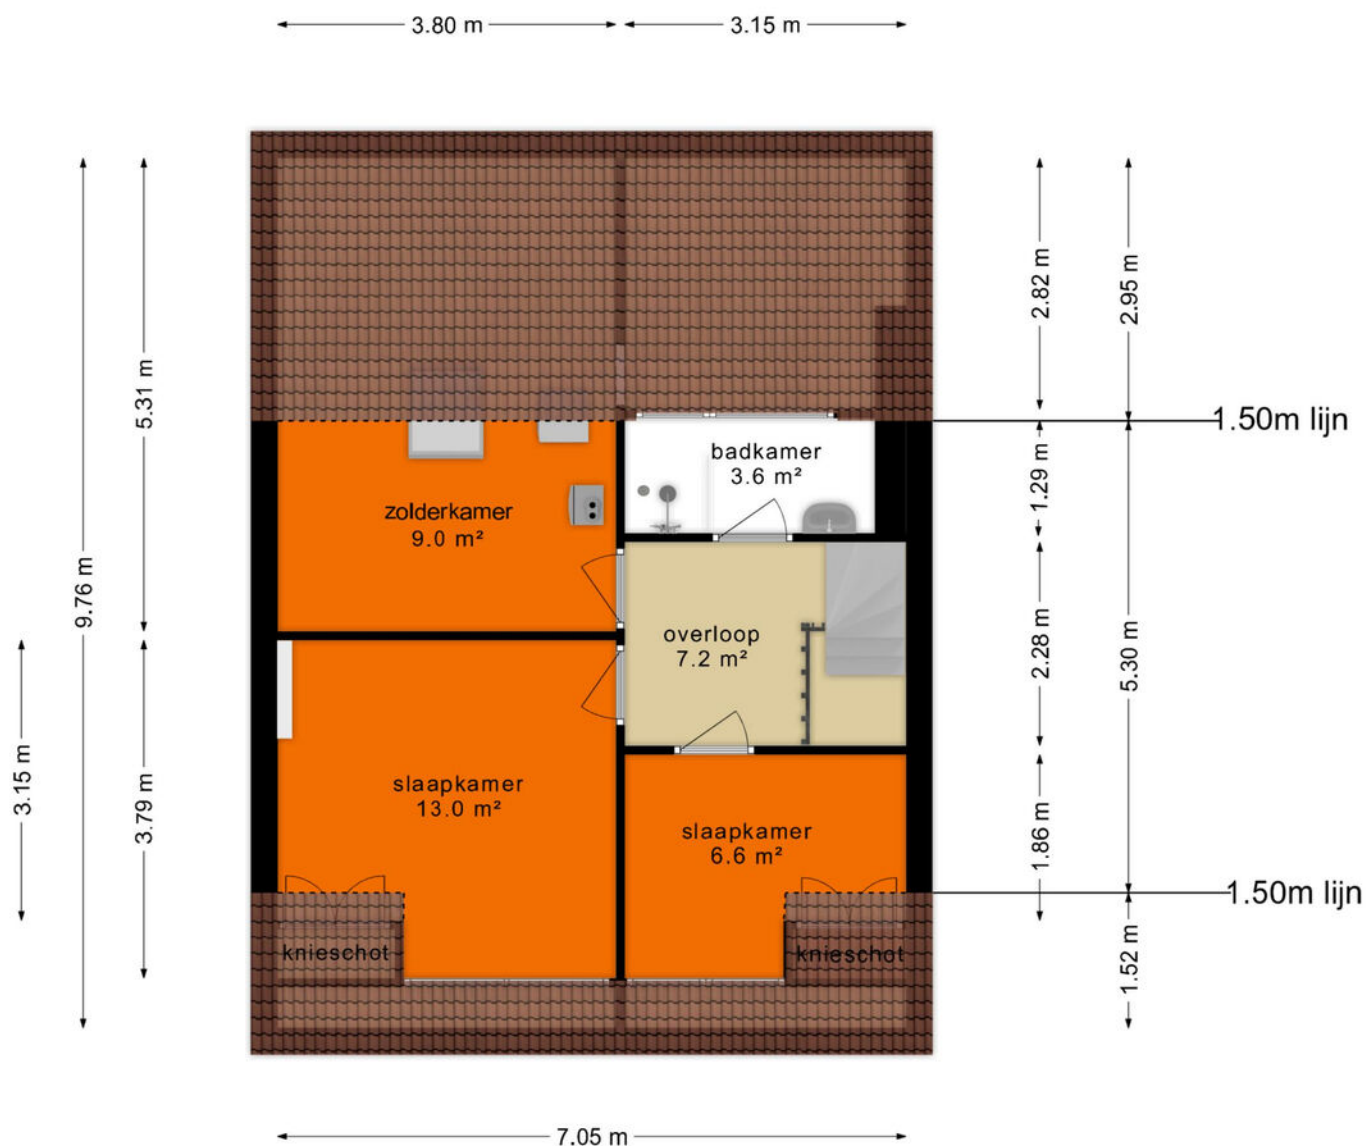 3.80 m
3.15 m
2.82 m
2.95 m
5.31 m
1.50m lijn
badkamer
3.6 m²
1.29 m
zolderkamer
9.0 m²
9.76 m
overloop
7.2 m²
2.28 m
5.30 m
3.15 m
3.79 m
slaapkamer
13.0 m²
slaapkamer
6.6 m²
1.86 m
1.50m lijn
knieschot
knieschot
1.52 m
7.05 m